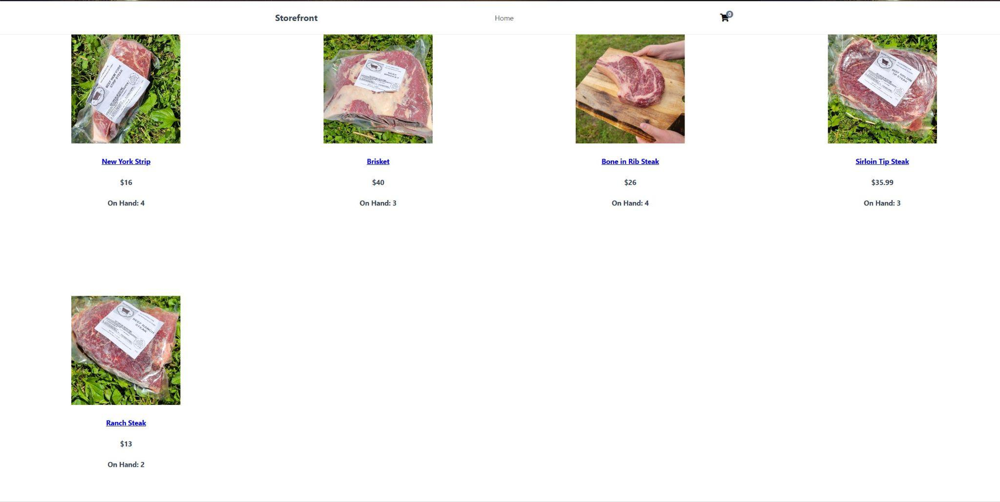 Storefront
Home
0
BEEF NEW YORK
STRIP STEAK
BEEF
BRISKET
BEEF SIRLOIN
TIP STEAK
New York Strip
Brisket
Bone in Rib Steak
Sirloin Tip Steak
$16
$40
$26
$35.99
On Hand: 4
On Hand: 3
On Hand: 4
On Hand: 3
BEEF RANCH
STEAK
Ranch Steak
$13
On Hand: 2